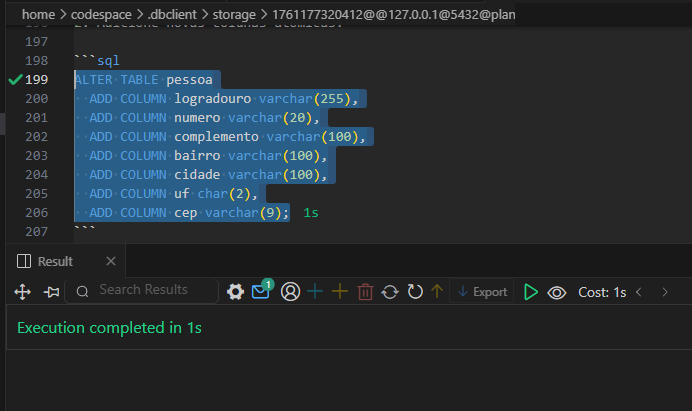 home > codespace > .dbclient > storage > 1761177320412@@127.0.0.1@5432@plan
197
198 ```sql
199 ALTER TABLE pessoa
200 ADD COLUMN logradouro varchar(255),
201 ADD COLUMN numero varchar(20),
202 ADD COLUMN complemento varchar(100),
203 ADD COLUMN bairro varchar(100),
204 ADD COLUMN cidade varchar(100),
205 ADD COLUMN uf char(2),
206 ADD COLUMN cep varchar(9); 1s
207 ```
Result
Search Results 1 Export Cost: 1s
Execution completed in 1s